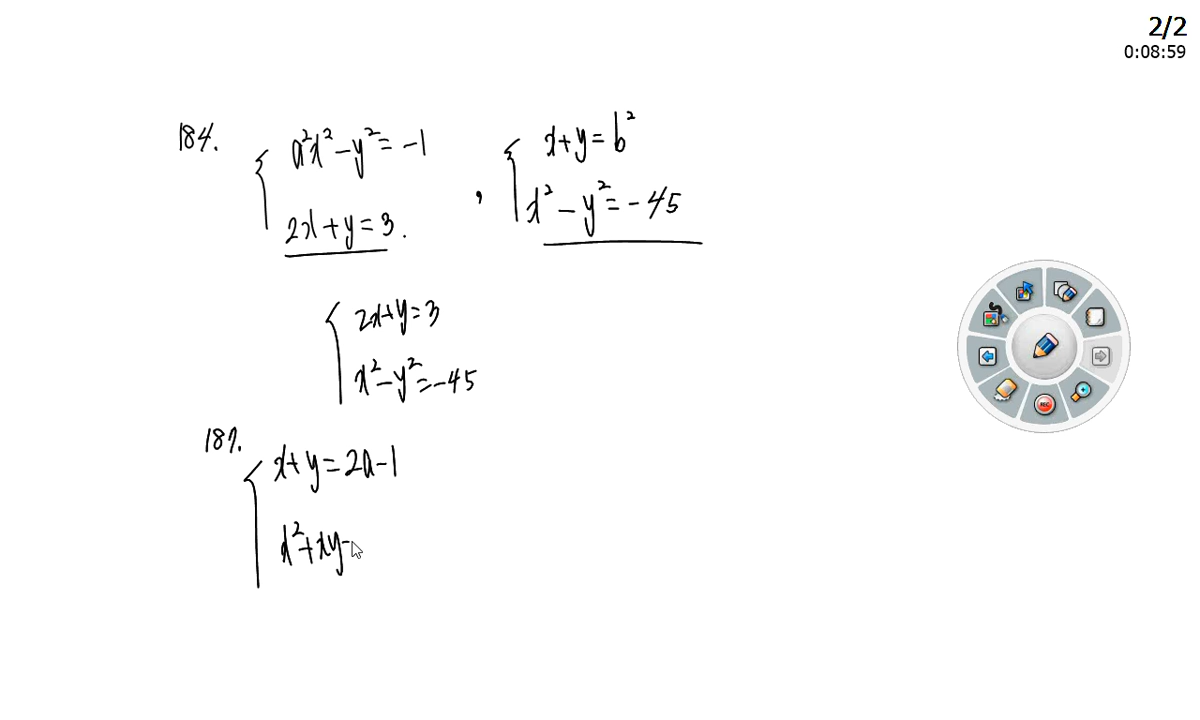 2/2
0:08:59
184. { a²x² - y² = -1 , { x + y = b²
2x + y = 3. x² - y² = -45
{ 2x + y = 3
x² - y² = -45
187. { x + y = 2a - 1
x² + xy -
REC